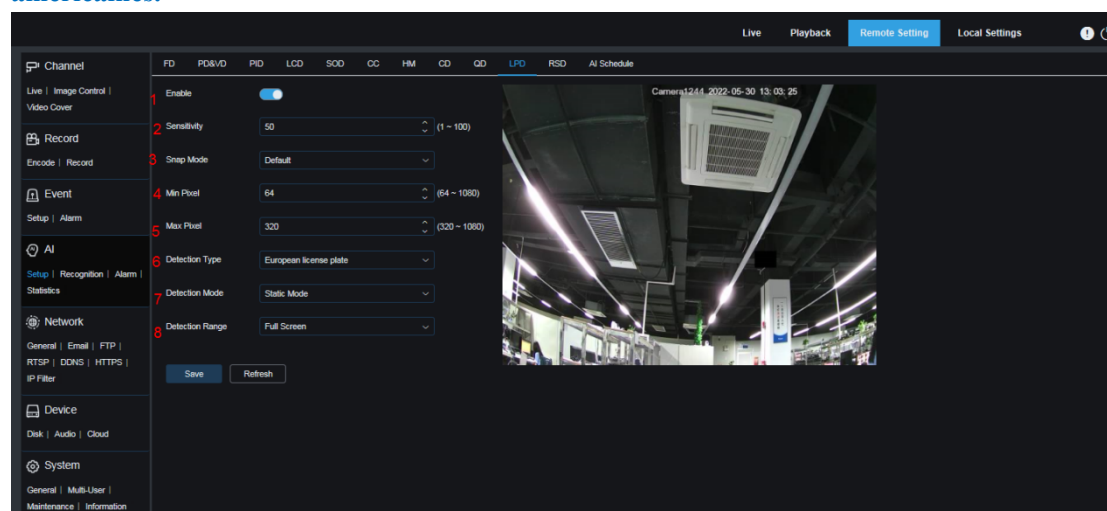 americaines.
Live Playback Remote Setting Local Settings
Channel
Live | Image Control |
Video Cover
Record
Encode | Record
Event
Setup | Alarm
AI
Setup | Recognition | Alarm |
Statistics
Network
General | Email | FTP |
RTSP | DDNS | HTTPS |
IP Filter
Device
Disk | Audio | Cloud
System
General | Multi-User |
Maintenance | Information
FD PD&VD PID LCD SOD CC HM CD QD LPD RSD AI Schedule
1 Enable
2 Sensitivity 50 (1 ~ 100)
3 Snap Mode Default
4 Min Pixel 64 (64 ~ 1080)
5 Max Pixel 320 (320 ~ 1080)
6 Detection Type European license plate
7 Detection Mode Static Mode
8 Detection Range Full Screen
Save Refresh
Camera1244 2022-05-30 13:03:25